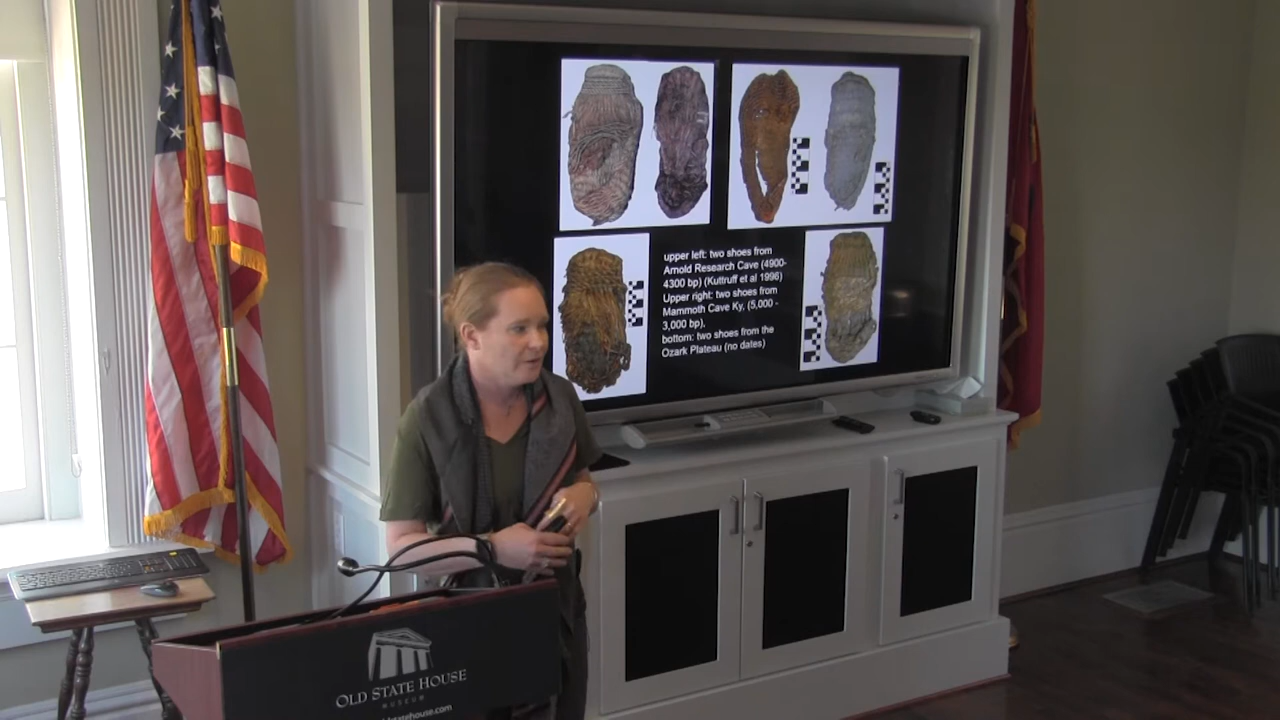 upper left: two shoes from
Arnold Research Cave (4900-
4300 bp) (Kuttruff et al 1996)
Upper right: two shoes from
Mammoth Cave Ky, (5,000 -
3,000 bp),
bottom: two shoes from the
Ozark Plateau (no dates)
OLD STATE HOUSE
MUSEUM